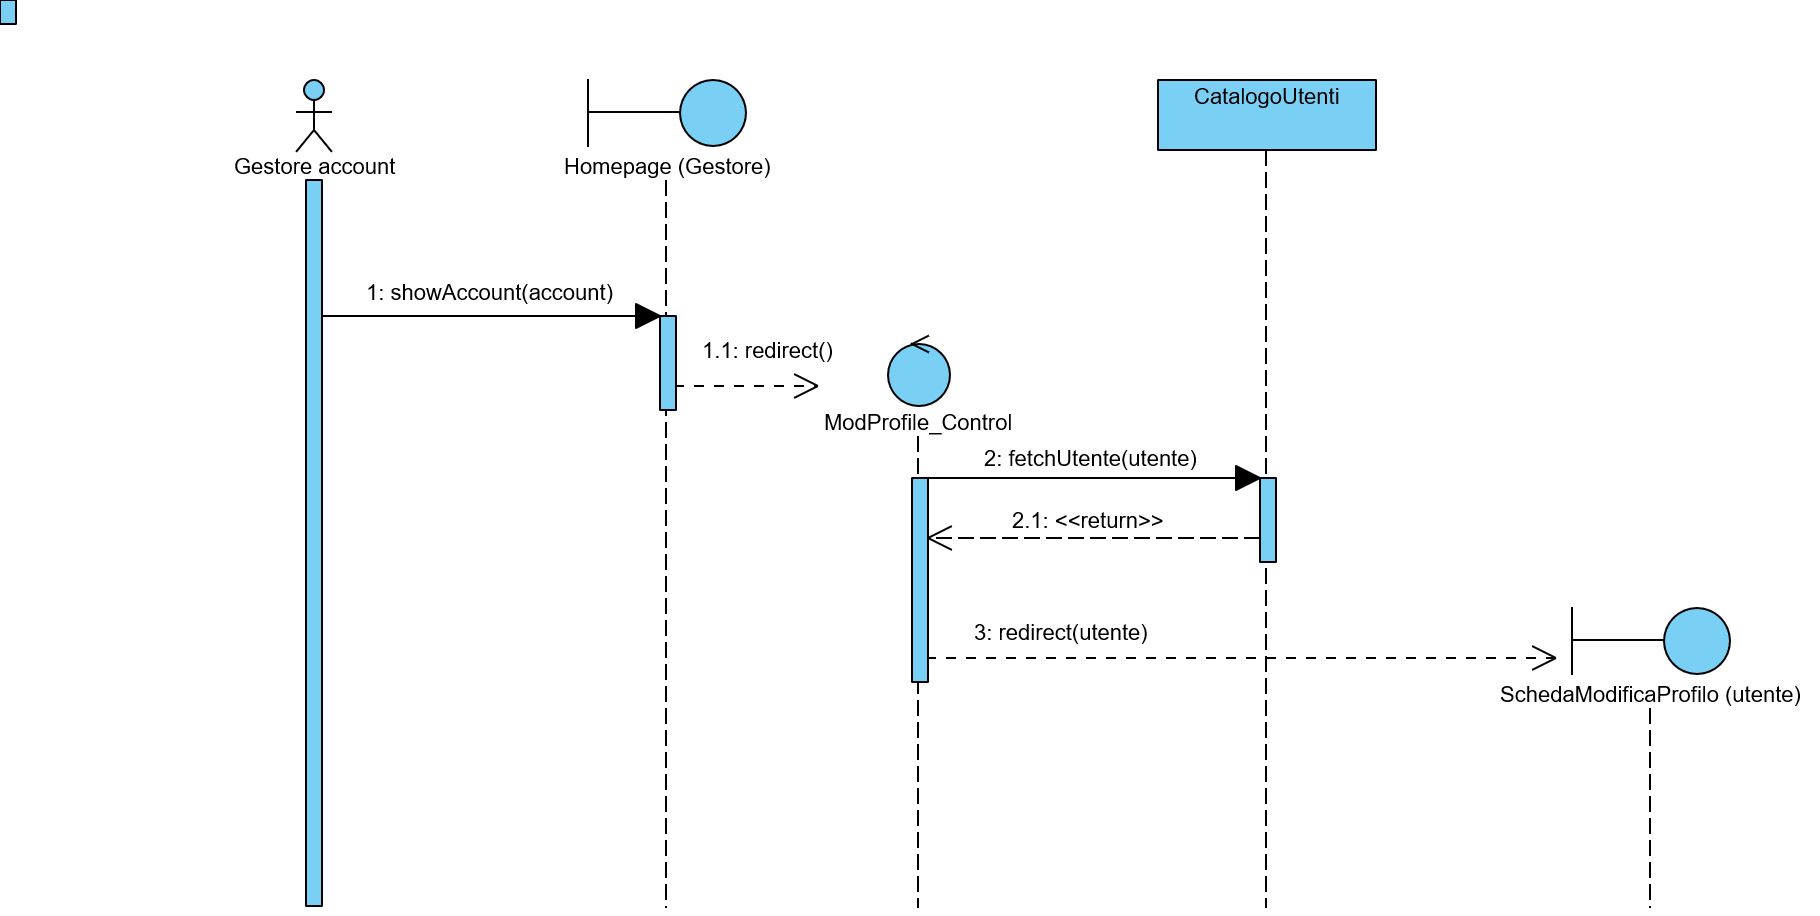 CatalogoUtenti
Gestore account
Homepage (Gestore)
1: showAccount(account)
1.1: redirect()
ModProfile_Control
2: fetchUtente(utente)
2.1: <<return>>
3: redirect(utente)
SchedaModificaProfilo (utente)